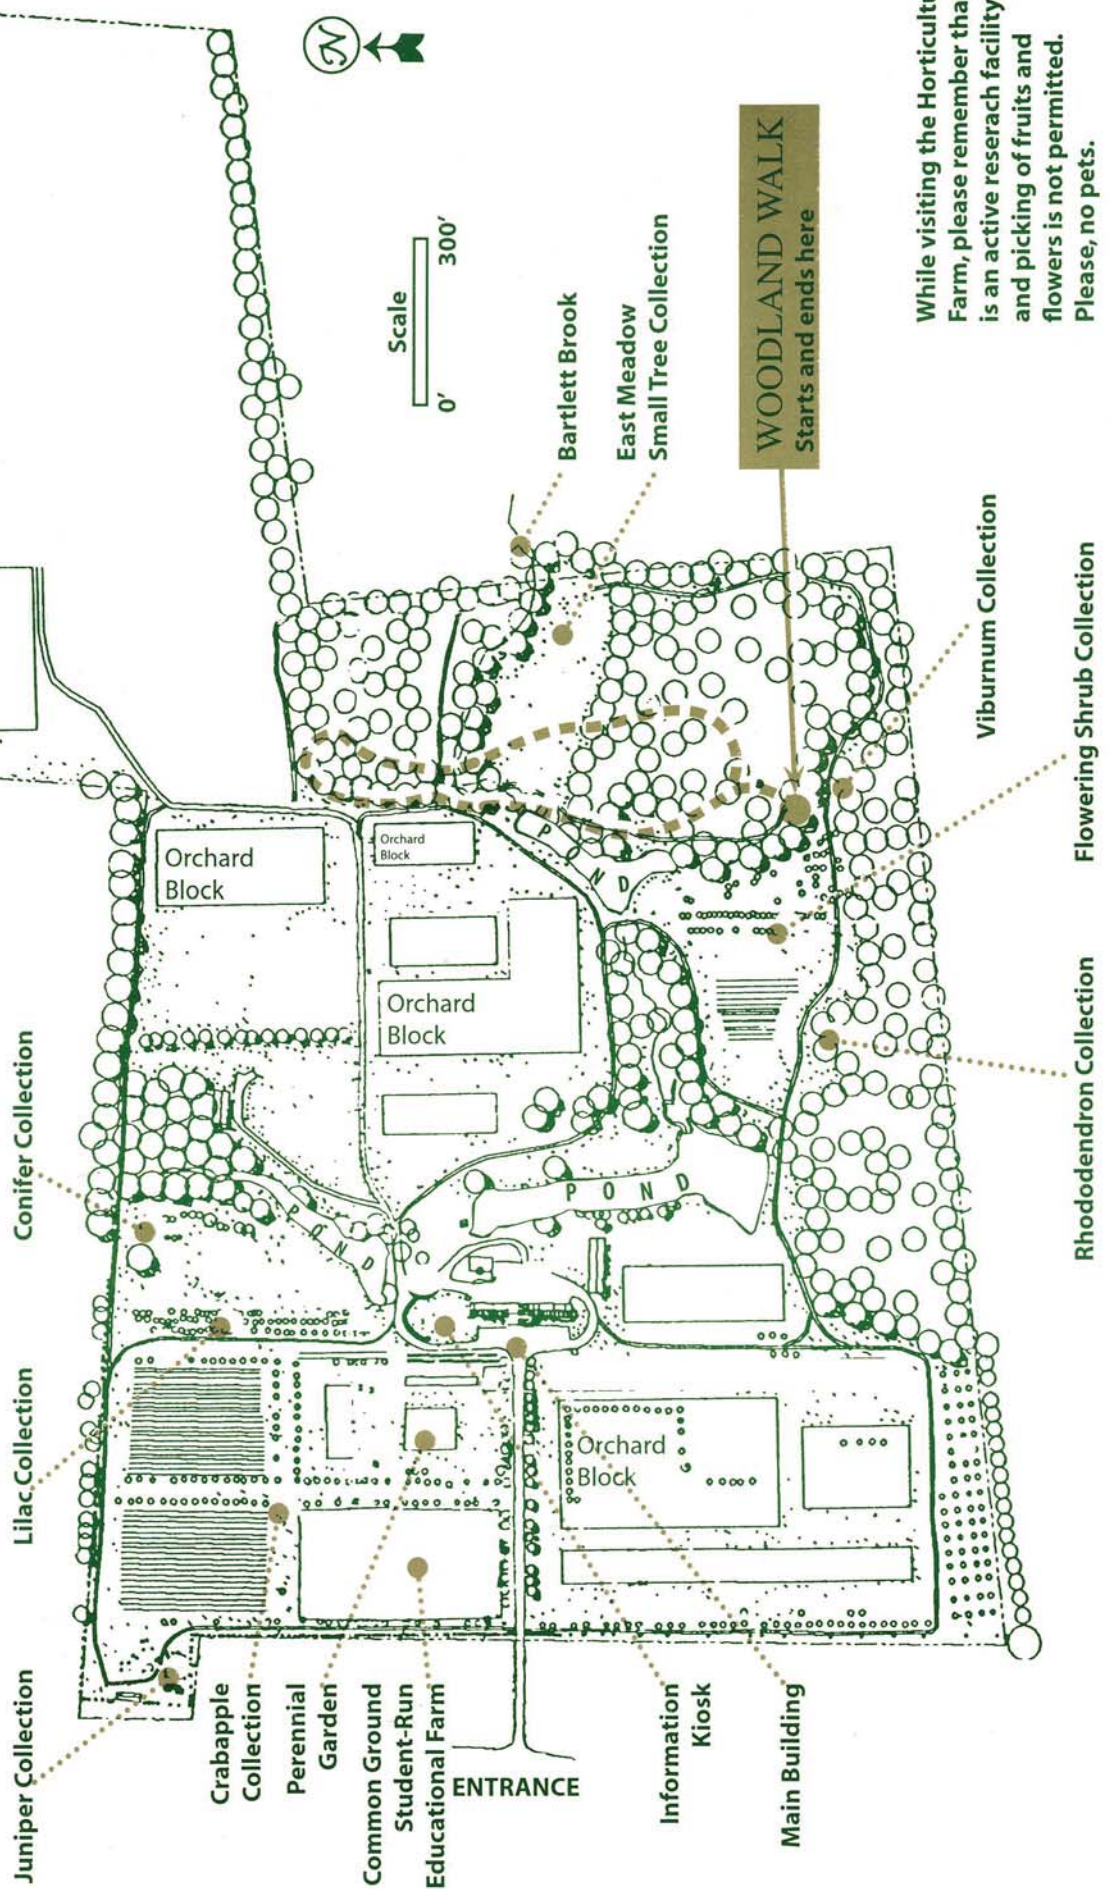 Juniper Collection
Lilac Collection
Conifer Collection
Crabapple
Collection
Perennial
Garden
Common Ground
Student-Run
Educational Farm
ENTRANCE
Information
Kiosk
Main Building
Orchard
Block
Orchard
Block
Orchard
Block
Orchard
Block
POND
POND
POND
N
Scale
0' 300'
Bartlett Brook
East Meadow
Small Tree Collection
WOODLAND WALK
Starts and ends here
Viburnum Collection
Flowering Shrub Collection
Rhododendron Collection
While visiting the Horticultu
Farm, please remember tha
is an active reserach facility
and picking of fruits and
flowers is not permitted.
Please, no pets.